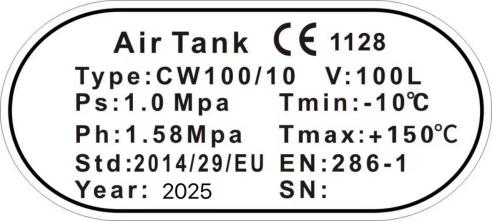 Air Tank CE 1128
Type:CW100/10 V:100L
Ps:1.0 Mpa Tmin:-10℃
Ph:1.58Mpa Tmax:+150℃
Std:2014/29/EU EN:286-1
Year: 2025 SN: